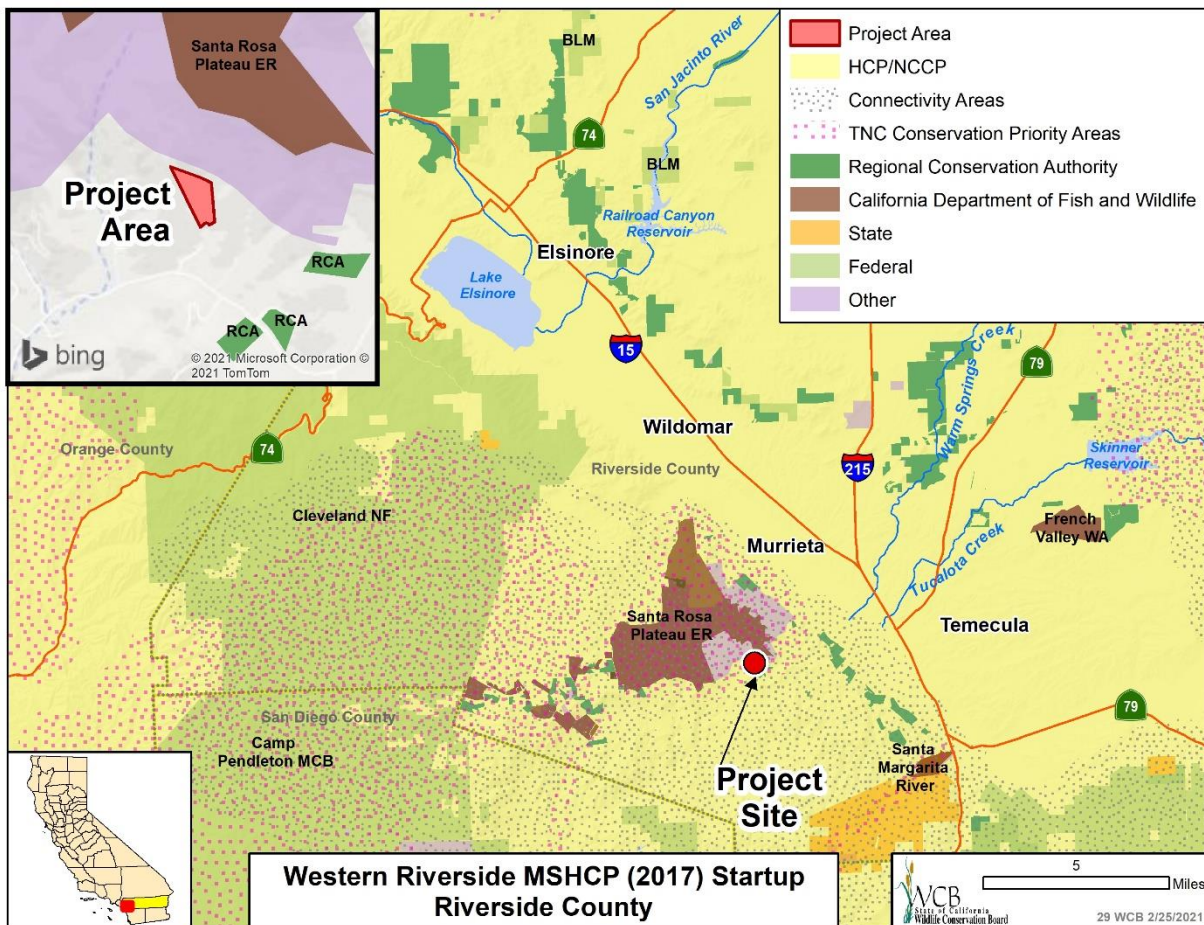 Santa Rosa
Plateau ER
Project
Area
RCA
RCA
RCA
bing
© 2021 Microsoft Corporation ©
2021 TomTom
Project Area
HCP/NCCP
Connectivity Areas
TNC Conservation Priority Areas
Regional Conservation Authority
California Department of Fish and Wildlife
State
Federal
Other
BLM
San Jacinto River
74
BLM
Railroad Canyon
Reservoir
Elsinore
Lake
Elsinore
15
Warm Springs Creek
79
Wildomar
Orange County
74
Riverside County
215
Skinner
Reservoir
Cleveland NF
French
Valley WA
Murrieta
Tucalota Creek
Santa Rosa
Plateau ER
Temecula
San Diego County
Camp
Pendleton MCB
79
Santa
Margarita
River
Project
Site
Western Riverside MSHCP (2017) Startup
Riverside County
WCB
State of California
Wildlife Conservation Board
5
Miles
29 WCB 2/25/2021